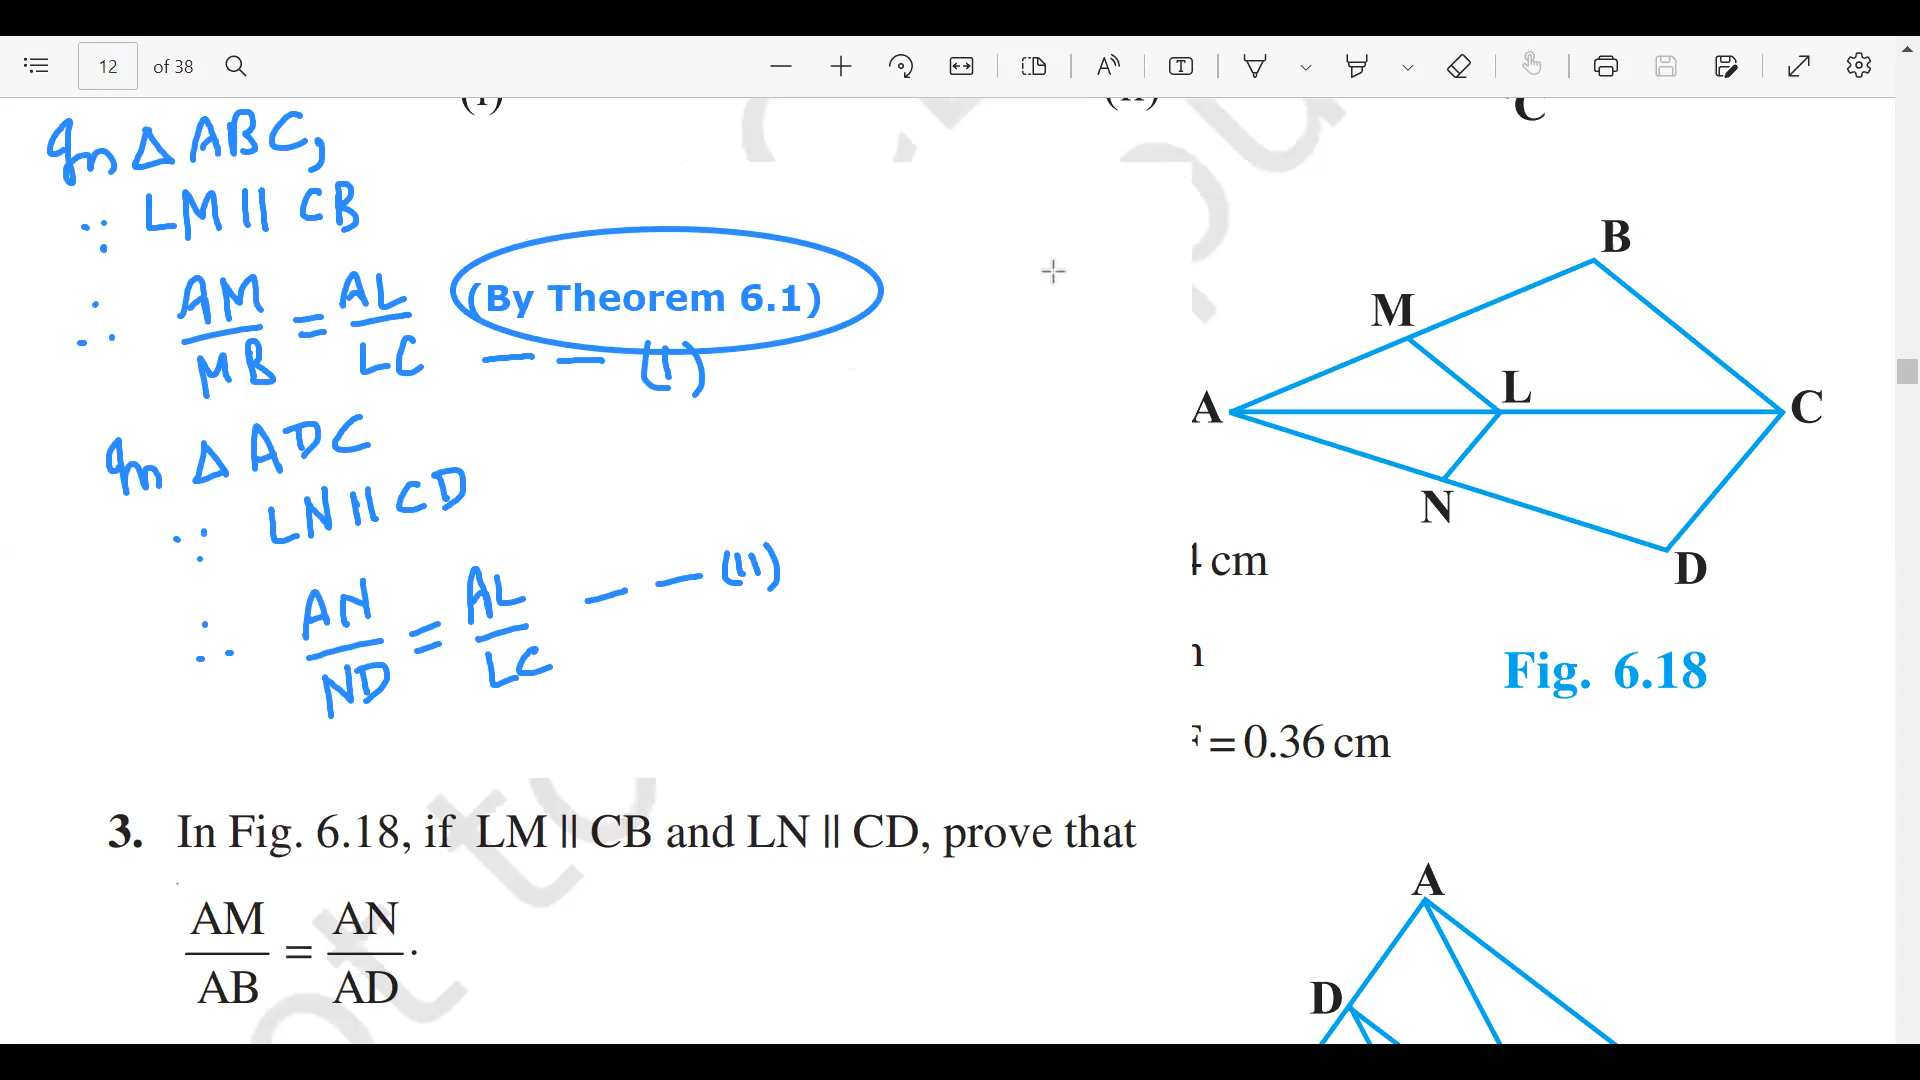 12 of 38
(i) (ii) C
In Δ ABC,
∵ LM || CB
∴ AM/MB = AL/LC (By Theorem 6.1)
— — (I)
In Δ ADC
∵ LN || CD
∴ AN/ND = AL/LC — — (II)
B
M
L
A C
N
D
4 cm
Fig. 6.18
= 0.36 cm
3. In Fig. 6.18, if LM || CB and LN || CD, prove that
AM/AB = AN/AD.
A
D